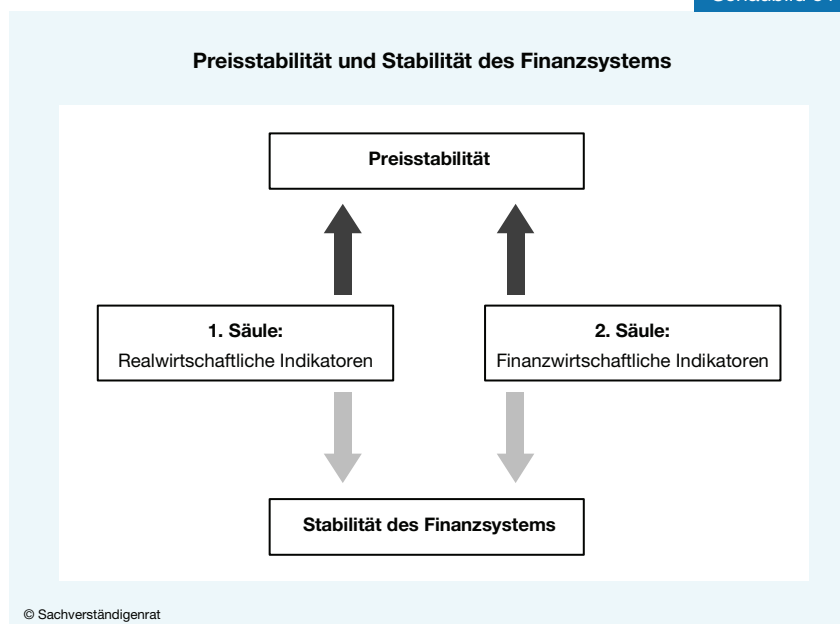 Preisstabilität und Stabilität des Finanzsystems
Preisstabilität
1. Säule:
Realwirtschaftliche Indikatoren
2. Säule:
Finanzwirtschaftliche Indikatoren
Stabilität des Finanzsystems
© Sachverständigenrat